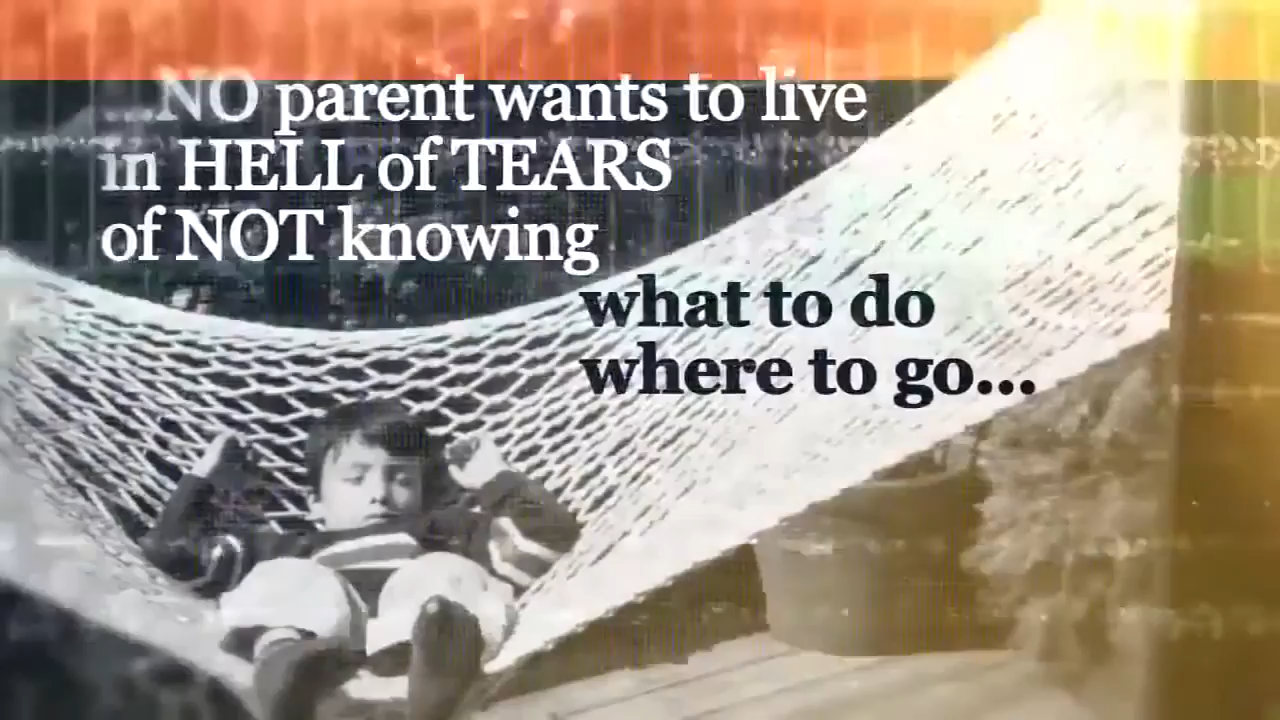 ...NO parent wants to live
in HELL of TEARS
of NOT knowing
what to do
where to go...